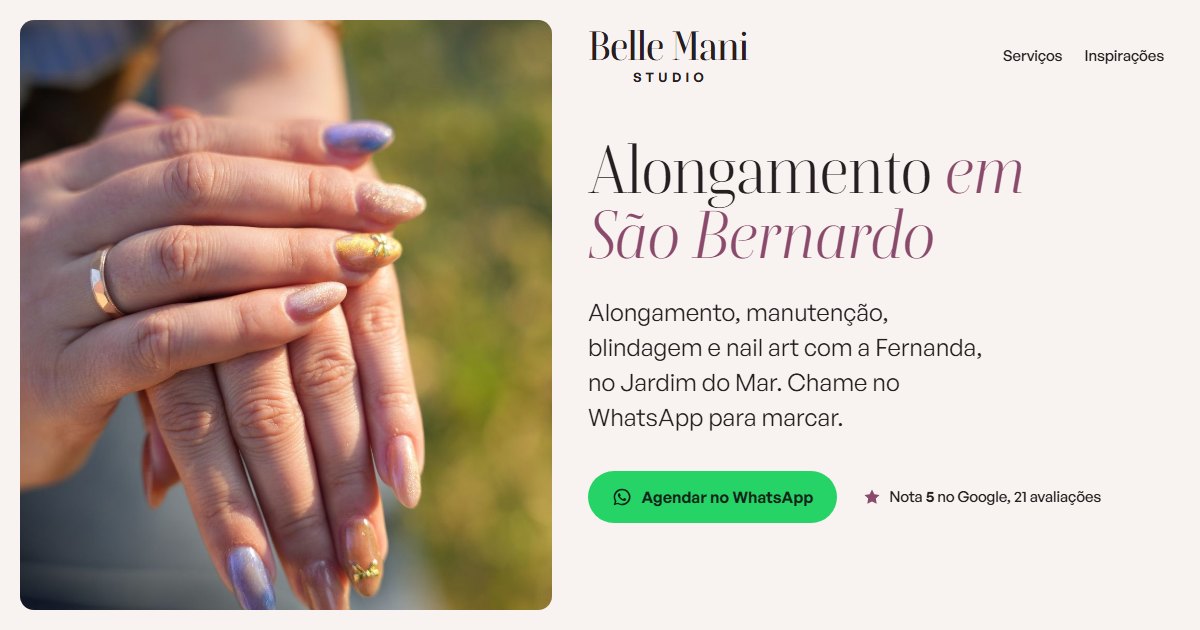 Belle Mani
STUDIO
Serviços
Inspirações
Alongamento em
São Bernardo
Alongamento, manutenção,
blindagem e nail art com a Fernanda,
no Jardim do Mar. Chame no
WhatsApp para marcar.
Agendar no WhatsApp
Nota 5 no Google, 21 avaliações